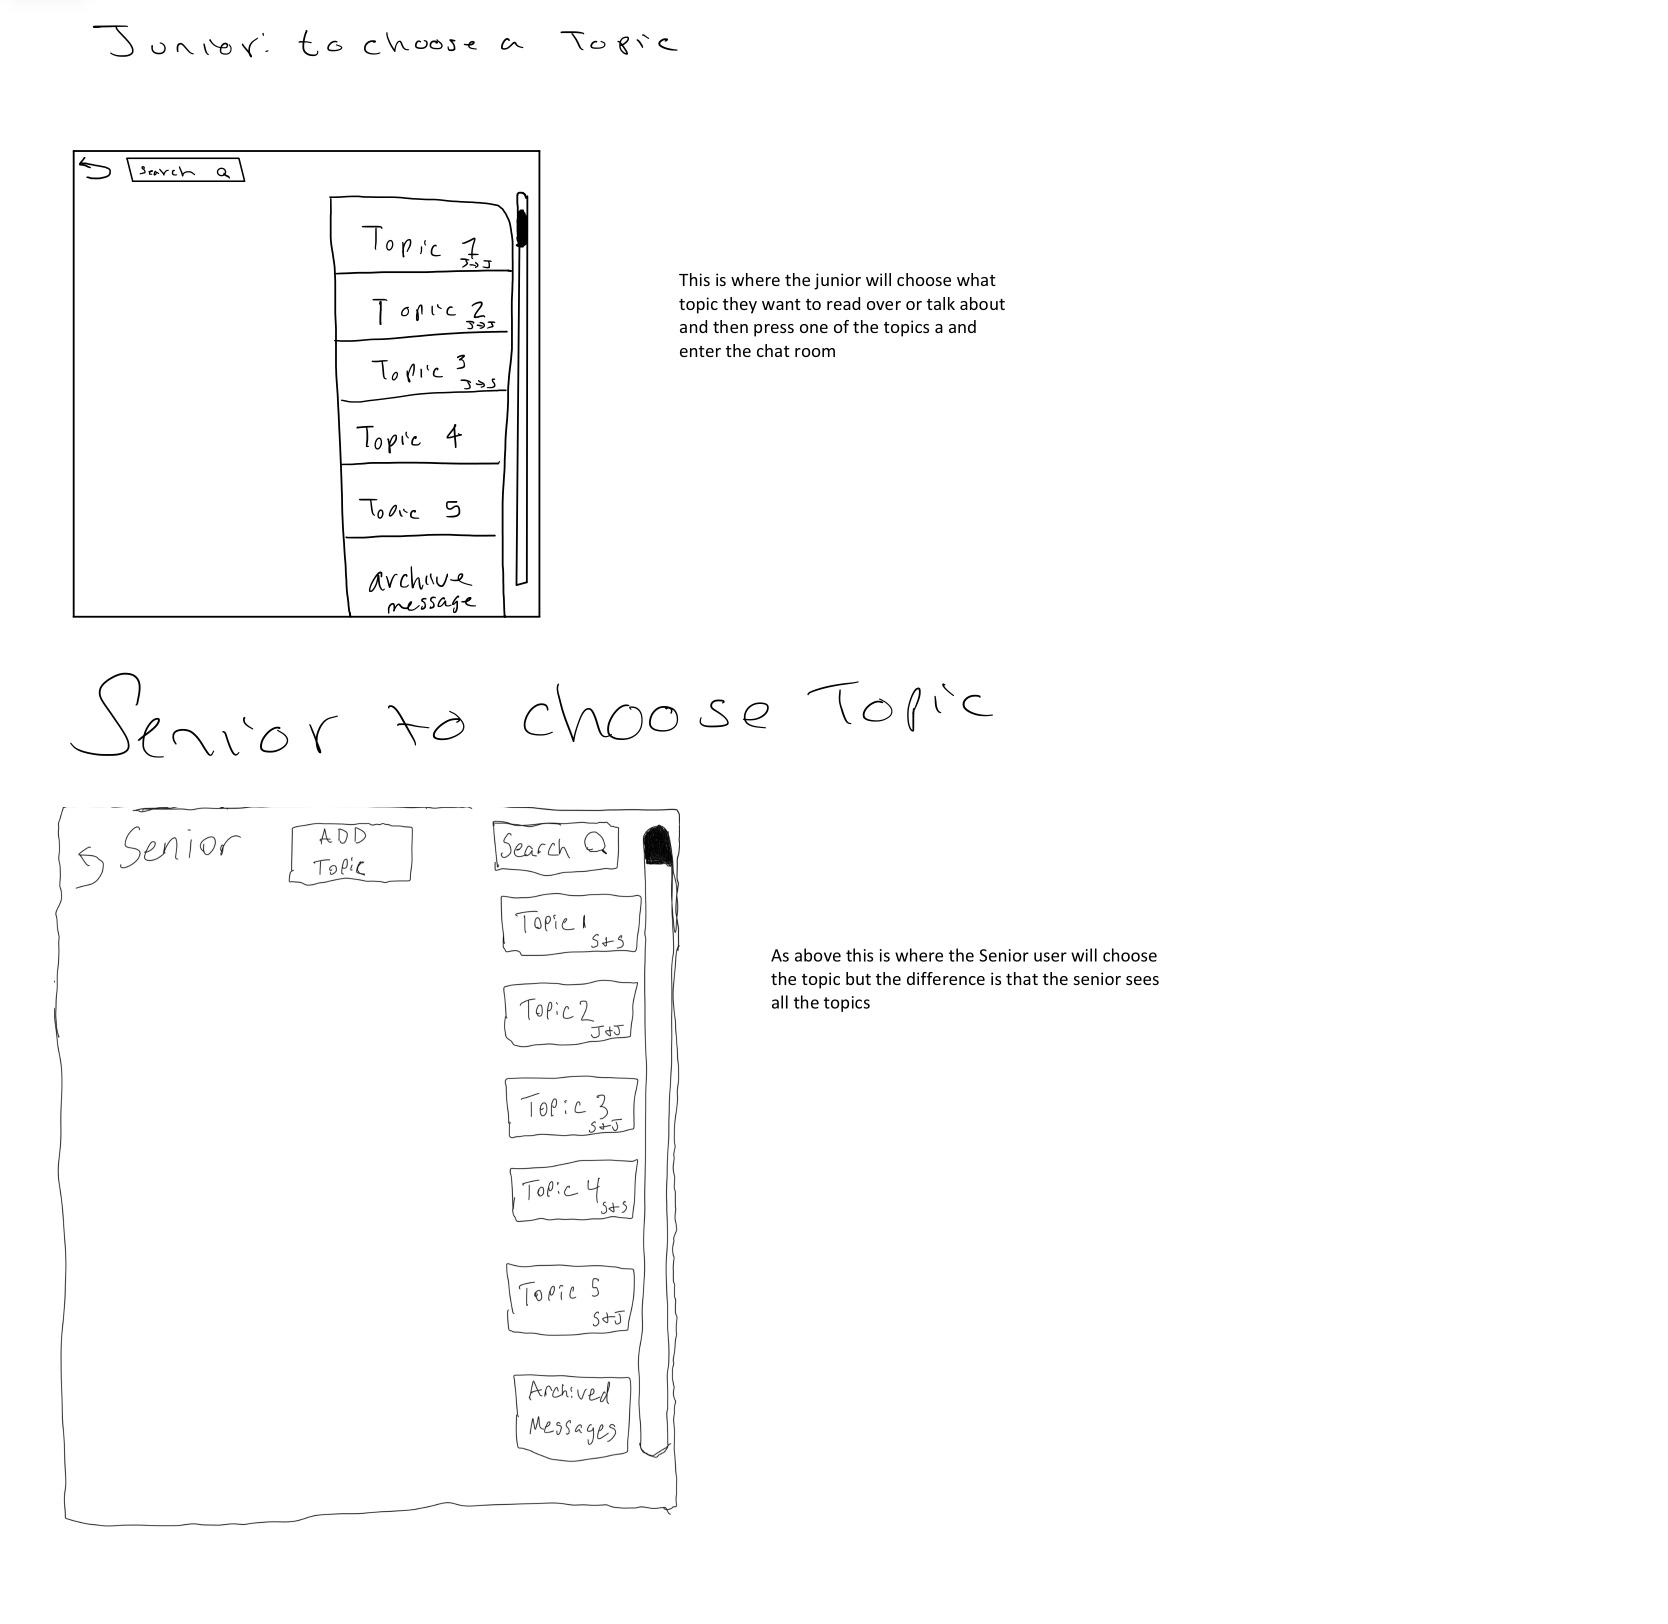 Junior: to choose a Topic
Search
Topic 1
J→J
Topic 2
J→J
Topic 3
J→S
Topic 4
Topic 5
archive
message
This is where the junior will choose what
topic they want to read over or talk about
and then press one of the topics a and
enter the chat room
Senior to choose Topic
Senior
ADD
Topic
Search
Topic 1
S+S
Topic 2
J+J
Topic 3
S+J
Topic 4
S+S
Topic 5
S+J
Archived
Messages
As above this is where the Senior user will choose
the topic but the difference is that the senior sees
all the topics